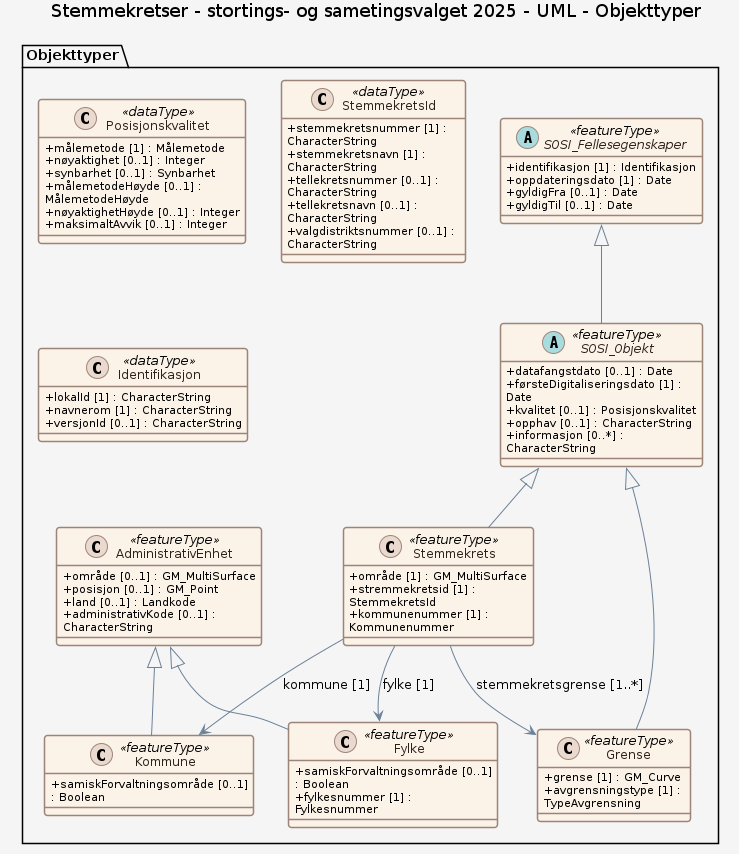 Stemmekretser - stortings- og sametingsvalget 2025 - UML - Objekttyper
Objekttyper
C
«dataType»
Posisjonskvalitet
+målemetode [1] : Målemetode
+nøyaktighet [0..1] : Integer
+synbarhet [0..1] : Synbarhet
+målemetodeHøyde [0..1] :
MålemetodeHøyde
+nøyaktighetHøyde [0..1] : Integer
+maksimaltAvvik [0..1] : Integer
C
«dataType»
StemmekretsId
+stemmekretsnummer [1] :
CharacterString
+stemmekretsnavn [1] :
CharacterString
+tellekretsnummer [0..1] :
CharacterString
+tellekretsnavn [0..1] :
CharacterString
+valgdistriktsnummer [0..1] :
CharacterString
A
«featureType»
SOSI_Fellesegenskaper
+identifikasjon [1] : Identifikasjon
+oppdateringsdato [1] : Date
+gyldigFra [0..1] : Date
+gyldigTil [0..1] : Date
C
«dataType»
Identifikasjon
+lokalId [1] : CharacterString
+navnerom [1] : CharacterString
+versjonId [0..1] : CharacterString
A
«featureType»
SOSI_Objekt
+datafangstdato [0..1] : Date
+førsteDigitaliseringsdato [1] :
Date
+kvalitet [0..1] : Posisjonskvalitet
+opphav [0..1] : CharacterString
+informasjon [0..*] :
CharacterString
C
«featureType»
AdministrativEnhet
+område [0..1] : GM_MultiSurface
+posisjon [0..1] : GM_Point
+land [0..1] : Landkode
+administrativKode [0..1] :
CharacterString
C
«featureType»
Stemmekrets
+område [1] : GM_MultiSurface
+stremmekretsid [1] :
StemmekretsId
+kommunenummer [1] :
Kommunenummer
kommune [1]
fylke [1]
stemmekretsgrense [1..*]
C
«featureType»
Kommune
+samiskForvaltningsområde [0..1]
: Boolean
C
«featureType»
Fylke
+samiskForvaltningsområde [0..1]
: Boolean
+fylkesnummer [1] :
Fylkesnummer
C
«featureType»
Grense
+grense [1] : GM_Curve
+avgrensningstype [1] :
TypeAvgrensning